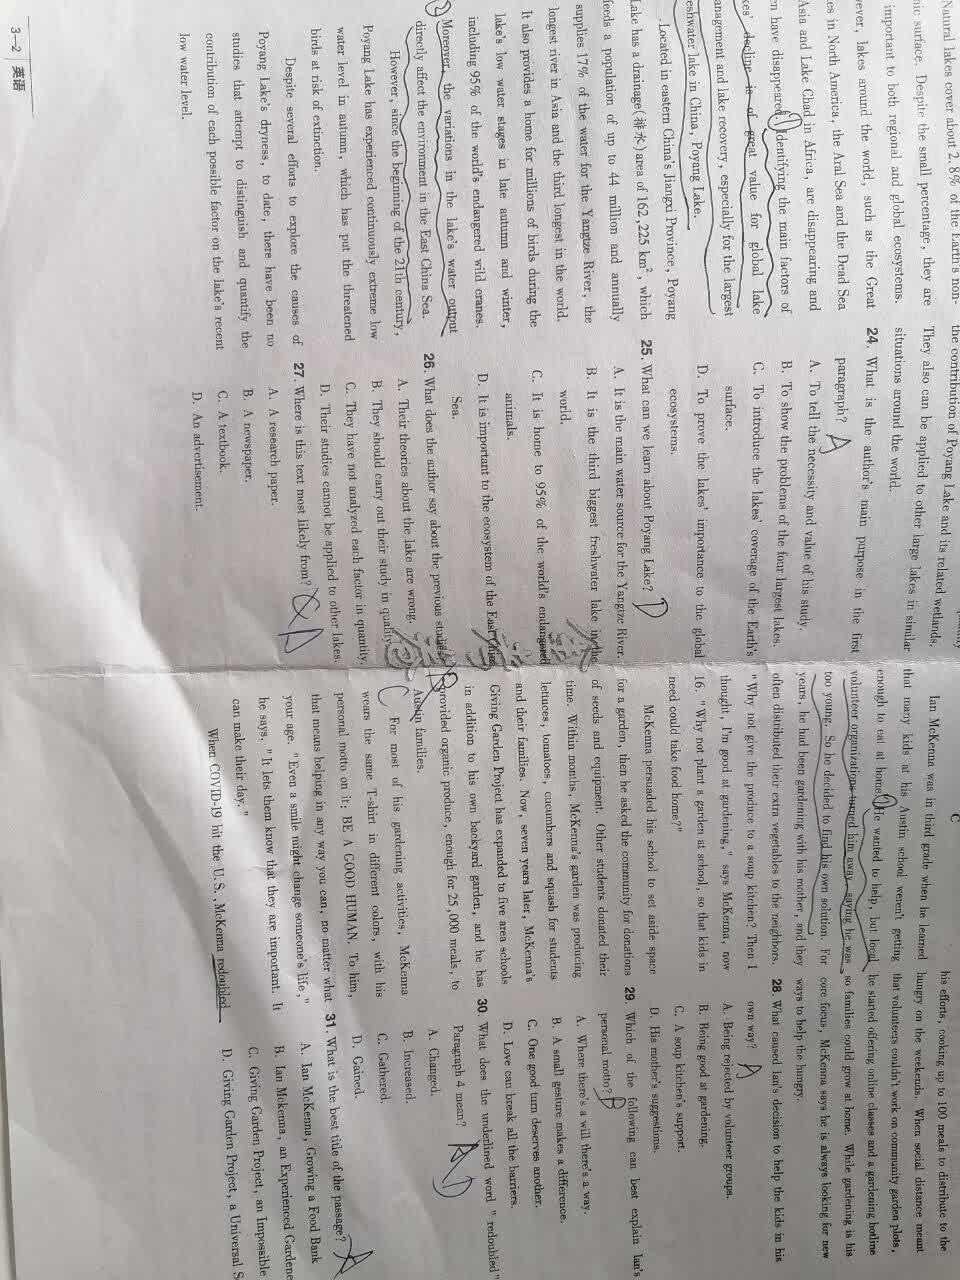 Natural lakes cover about 2.8% of the Earth's non-
nic surface. Despite the small percentage, they are
important to both regional and global ecosystems.
ever, lakes around the world, such as the Great
es in North America, the Aral Sea and the Dead Sea
Asia and Lake Chad in Africa, are disappearing and
en have disappeared. ① Identifying the main factors of
es' decline is of great value for global lake
anagement and lake recovery, especially for the largest
eshwater lake in China, Poyang Lake.
Located in eastern China's Jiangxi Province, Poyang
Lake has a drainage(排水) area of 162,225 km², which
feeds a population of up to 44 million and annually
supplies 17% of the water for the Yangtze River, the
longest river in Asia and the third longest in the world.
It also provides a home for millions of birds during the
lake's low water stages in late autumn and winter,
including 95% of the world's endangered wild cranes.
② Moreover, the variations in the lake's water output
directly affect the environment in the East China Sea.
However, since the beginning of the 21th century,
Poyang Lake has experienced continuously extreme low
water level in autumn, which has put the threatened
birds at risk of extinction.
Despite several efforts to explore the causes of
Poyang Lake's dryness, to date, there have been no
studies that attempt to distinguish and quantify the
contribution of each possible factor on the lake's recent
low water level.
3-2 英语
the contribution of Poyang Lake and its related wetlands.
They also can be applied to other large lakes in similar
situations around the world.
24. What is the author's main purpose in the first
paragraph? A
A. To tell the necessity and value of his study.
B. To show the problems of the four largest lakes.
C. To introduce the lakes' coverage of the Earth's
surface.
D. To prove the lakes' importance to the global
ecosystems.
25. What can we learn about Poyang Lake? D
A. It is the main water source for the Yangtze River.
B. It is the third biggest freshwater lake in the
world.
C. It is home to 95% of the world's endangered
animals.
D. It is important to the ecosystem of the East China
Sea.
26. What does the author say about the previous studies?
A. Their theories about the lake are wrong.
B. They should carry out their study in quality.
C. They have not analyzed each factor in quantity.
D. Their studies cannot be applied to other lakes.
27. Where is this text most likely from? A
A. A research paper.
B. A newspaper.
C. A textbook.
D. An advertisement.
C
Ian McKenna was in third grade when he learned
that many kids at his Austin school weren't getting
enough to eat at home. ① He wanted to help, but local
volunteer organizations turned him away, saying he was
too young. So he decided to find his own solution. For
years, he had been gardening with his mother, and they
often distributed their extra vegetables to the neighbors.
"Why not give the produce to a soup kitchen? Then I
thought, I'm good at gardening," says McKenna, now
16. "Why not plant a garden at school, so that kids in
need could take food home?"
McKenna persuaded his school to set aside space
for a garden, then he asked the community for donations
of seeds and equipment. Other students donated their
time. Within months, McKenna's garden was producing
lettuces, tomatoes, cucumbers and squash for students
and their families. Now, seven years later, McKenna's
Giving Garden Project has expanded to five area schools
in addition to his own backyard garden, and he has
provided organic produce, enough for 25,000 meals, to
Austin families.
For most of his gardening activities, McKenna
wears the same T-shirt in different colors, with his
personal motto on it: BE A GOOD HUMAN. To him,
that means helping in any way you can, no matter what
your age. "Even a smile might change someone's life,"
he says. "It lets them know that they are important. It
can make their day."
When COVID-19 hit the U.S., McKenna redoubled
his efforts, cooking up to 100 meals to distribute to the
hungry on the weekends. When social distance meant
that volunteers couldn't work on community garden plots,
he started offering online classes and a gardening hotline
so families could grow at home. While gardening is his
core focus, McKenna says he is always looking for new
ways to help the hungry.
28. What caused Ian's decision to help the kids in his
own way? A
A. Being rejected by volunteer groups.
B. Being good at gardening.
C. A soup kitchen's support.
D. His mother's suggestions.
29. Which of the following can best explain Ian's
personal motto? B
A. Where there's a will there's a way.
B. A small gesture makes a difference.
C. One good turn deserves another.
D. Love can break all the barriers.
30. What does the underlined word "redoubled"
Paragraph 4 mean?
A. Changed.
B. Increased.
C. Gathered.
D. Gained.
31. What is the best title of the passage? A
A. Ian McKenna, Growing a Food Bank
B. Ian Mckenna, an Experienced Gardene
C. Giving Garden Project, an Impossible
D. Giving Garden Project, a Universal S